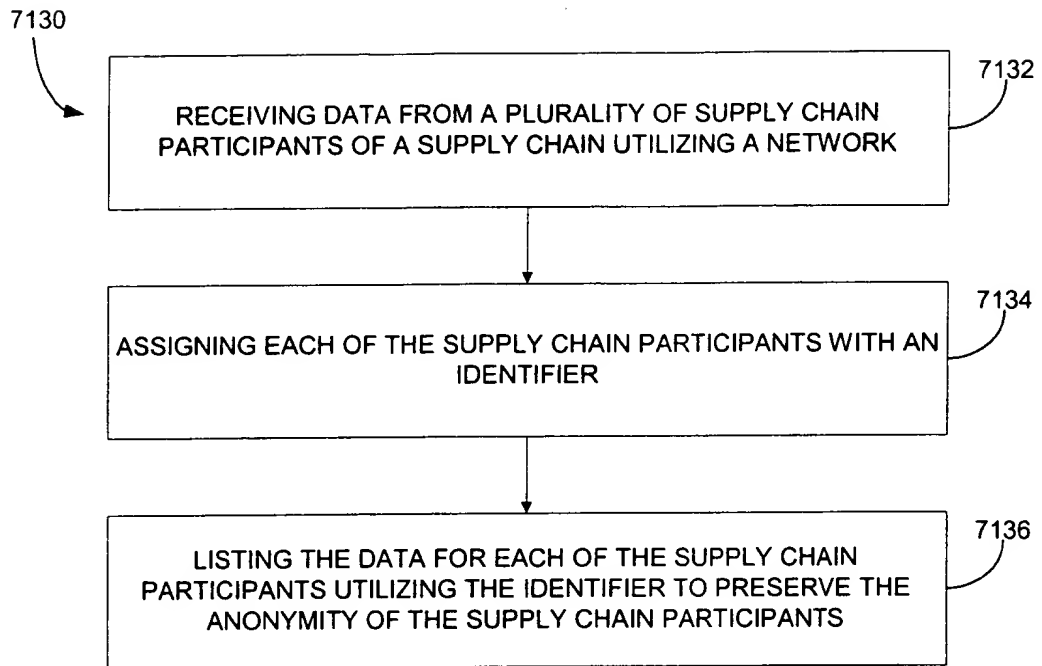 7130
7132
RECEIVING DATA FROM A PLURALITY OF SUPPLY CHAIN
PARTICIPANTS OF A SUPPLY CHAIN UTILIZING A NETWORK
7134
ASSIGNING EACH OF THE SUPPLY CHAIN PARTICIPANTS WITH AN
IDENTIFIER
7136
LISTING THE DATA FOR EACH OF THE SUPPLY CHAIN
PARTICIPANTS UTILIZING THE IDENTIFIER TO PRESERVE THE
ANONYMITY OF THE SUPPLY CHAIN PARTICIPANTS